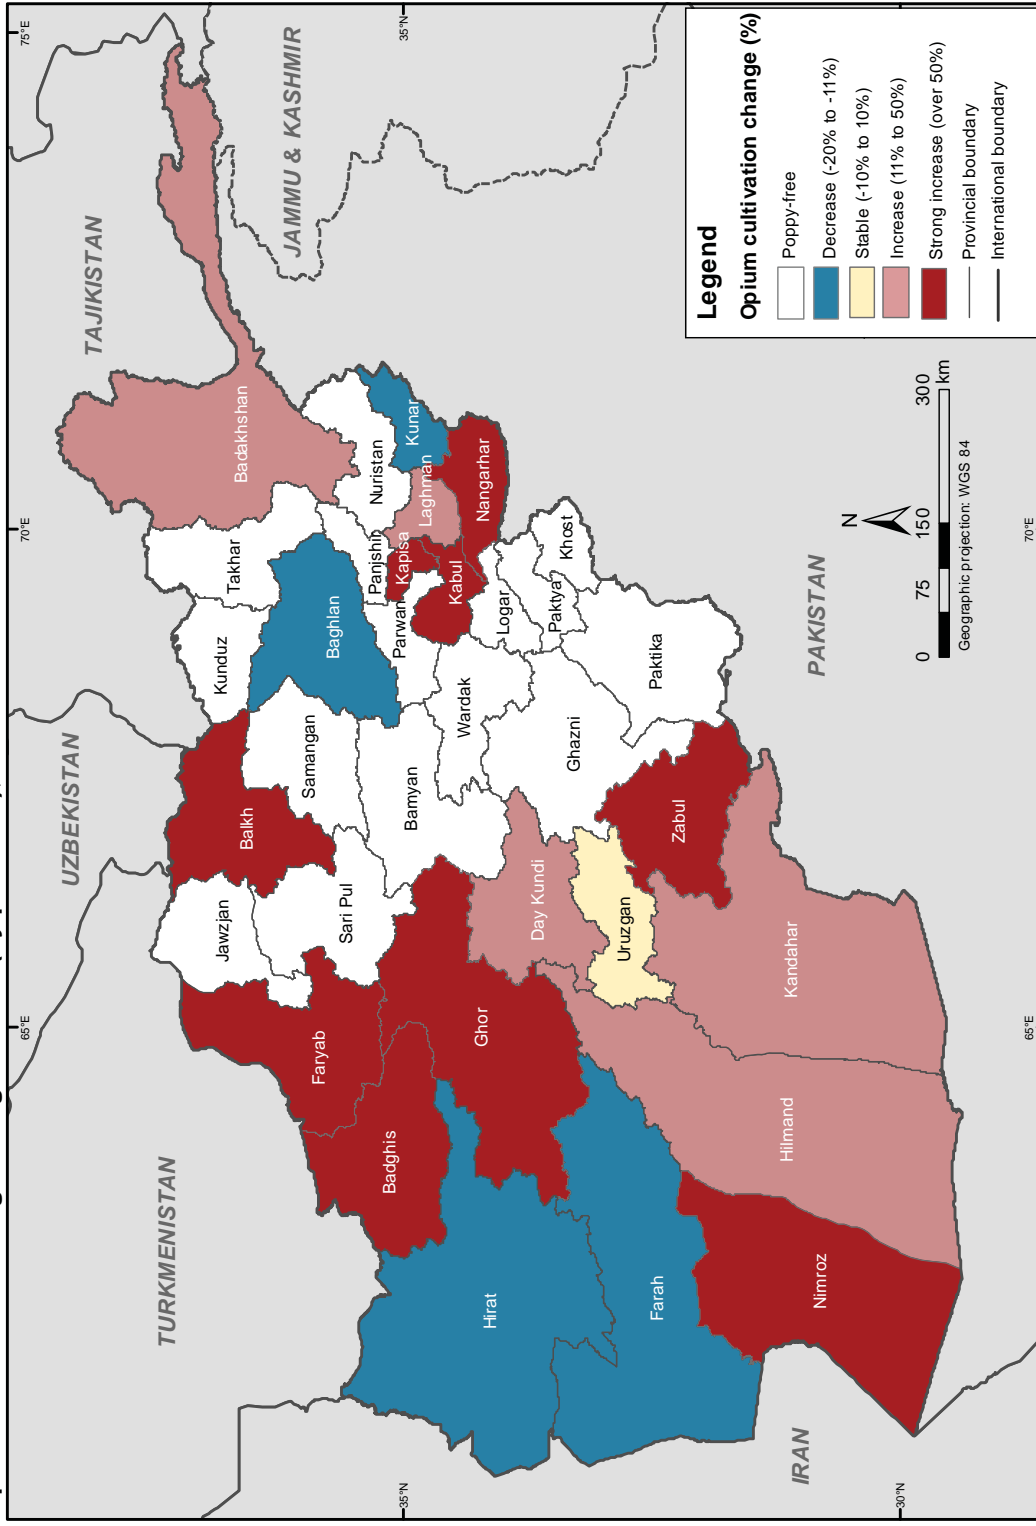 75°E
70°E
65°E
35°N
TAJIKISTAN
JAMMU & KASHMIR
UZBEKISTAN
TURKMENISTAN
Badakhshan
Takhar
Kunduz
Balkh
Jawzjan
Samangan
Baghlan
Sari Pul
Faryab
Badghis
Nuristan
Kunar
Laghman
Panjshir
Kapisa
Parwan
Kabul
Nangarhar
Bamyan
Wardak
Logar
Paktya
Khost
Ghor
Hirat
Day Kundi
Ghazni
Paktika
Uruzgan
Zabul
Farah
Hilmand
Kandahar
Nimroz
IRAN
PAKISTAN
35°N
30°N
65°E
70°E
N
0
75
150
300
km
Geographic projection: WGS 84
Legend
Opium cultivation change (%)
Poppy-free
Decrease (-20% to -11%)
Stable (-10% to 10%)
Increase (11% to 50%)
Strong increase (over 50%)
Provincial boundary
International boundary